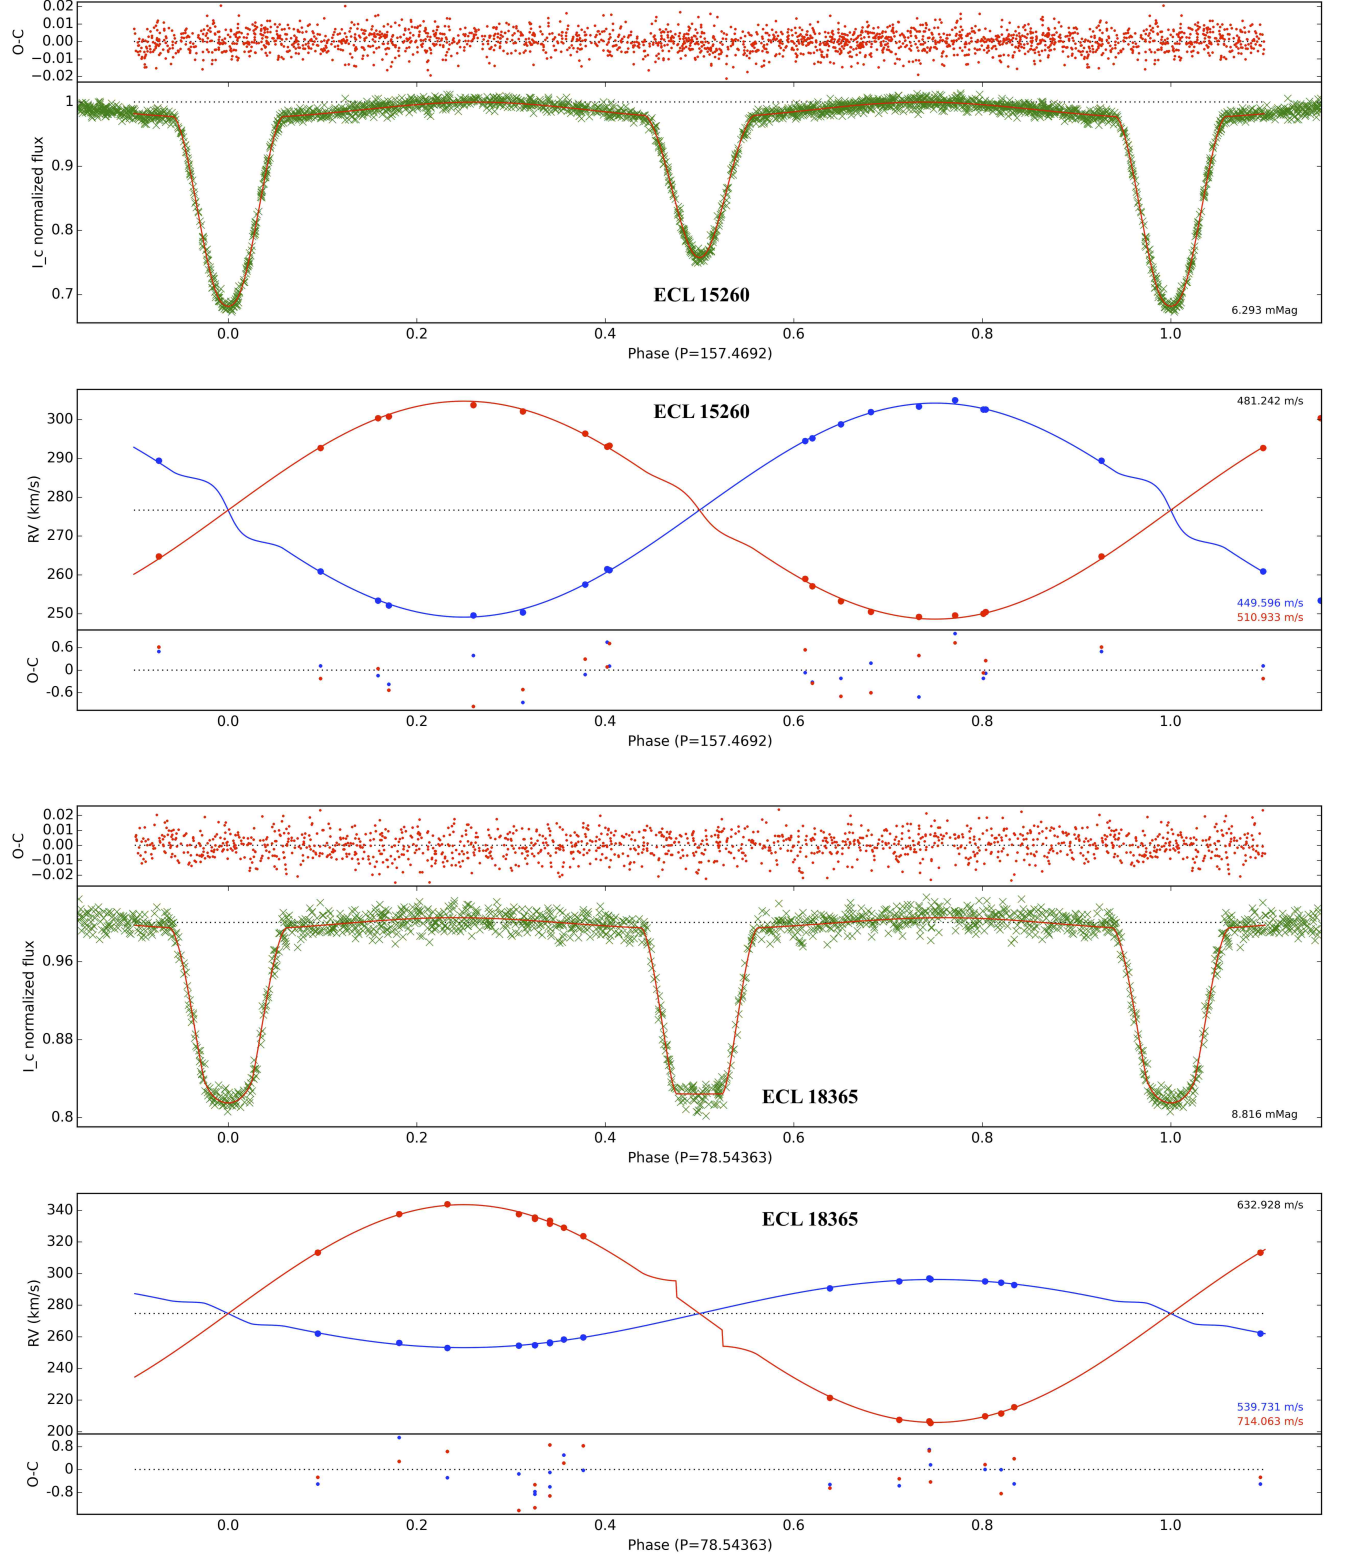 0.02
0.01
0.00
−0.01
−0.02
O-C
1
0.9
0.8
0.7
I_c normalized flux
ECL 15260
6.293 mMag
0.0 0.2 0.4 0.6 0.8 1.0
Phase (P=157.4692)
300
290
280
270
260
250
RV (km/s)
ECL 15260
481.242 m/s
449.596 m/s
510.933 m/s
0.6
0
-0.6
O-C
0.0 0.2 0.4 0.6 0.8 1.0
Phase (P=157.4692)
0.02
0.01
0.00
−0.01
−0.02
O-C
0.96
0.88
0.8
I_c normalized flux
ECL 18365
8.816 mMag
0.0 0.2 0.4 0.6 0.8 1.0
Phase (P=78.54363)
340
320
300
280
260
240
220
200
RV (km/s)
ECL 18365
632.928 m/s
539.731 m/s
714.063 m/s
0.8
0
-0.8
O-C
0.0 0.2 0.4 0.6 0.8 1.0
Phase (P=78.54363)